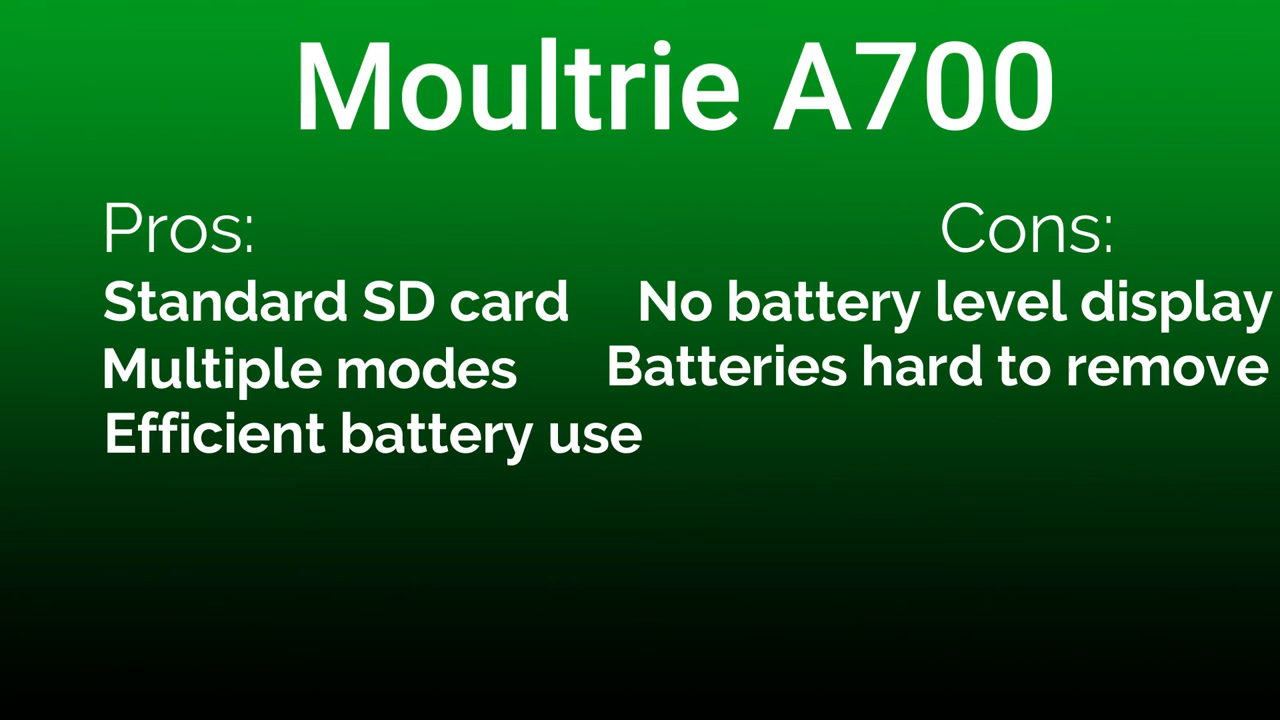 Moultrie A700
Pros:
Standard SD card
Multiple modes
Efficient battery use
Cons:
No battery level display
Batteries hard to remove